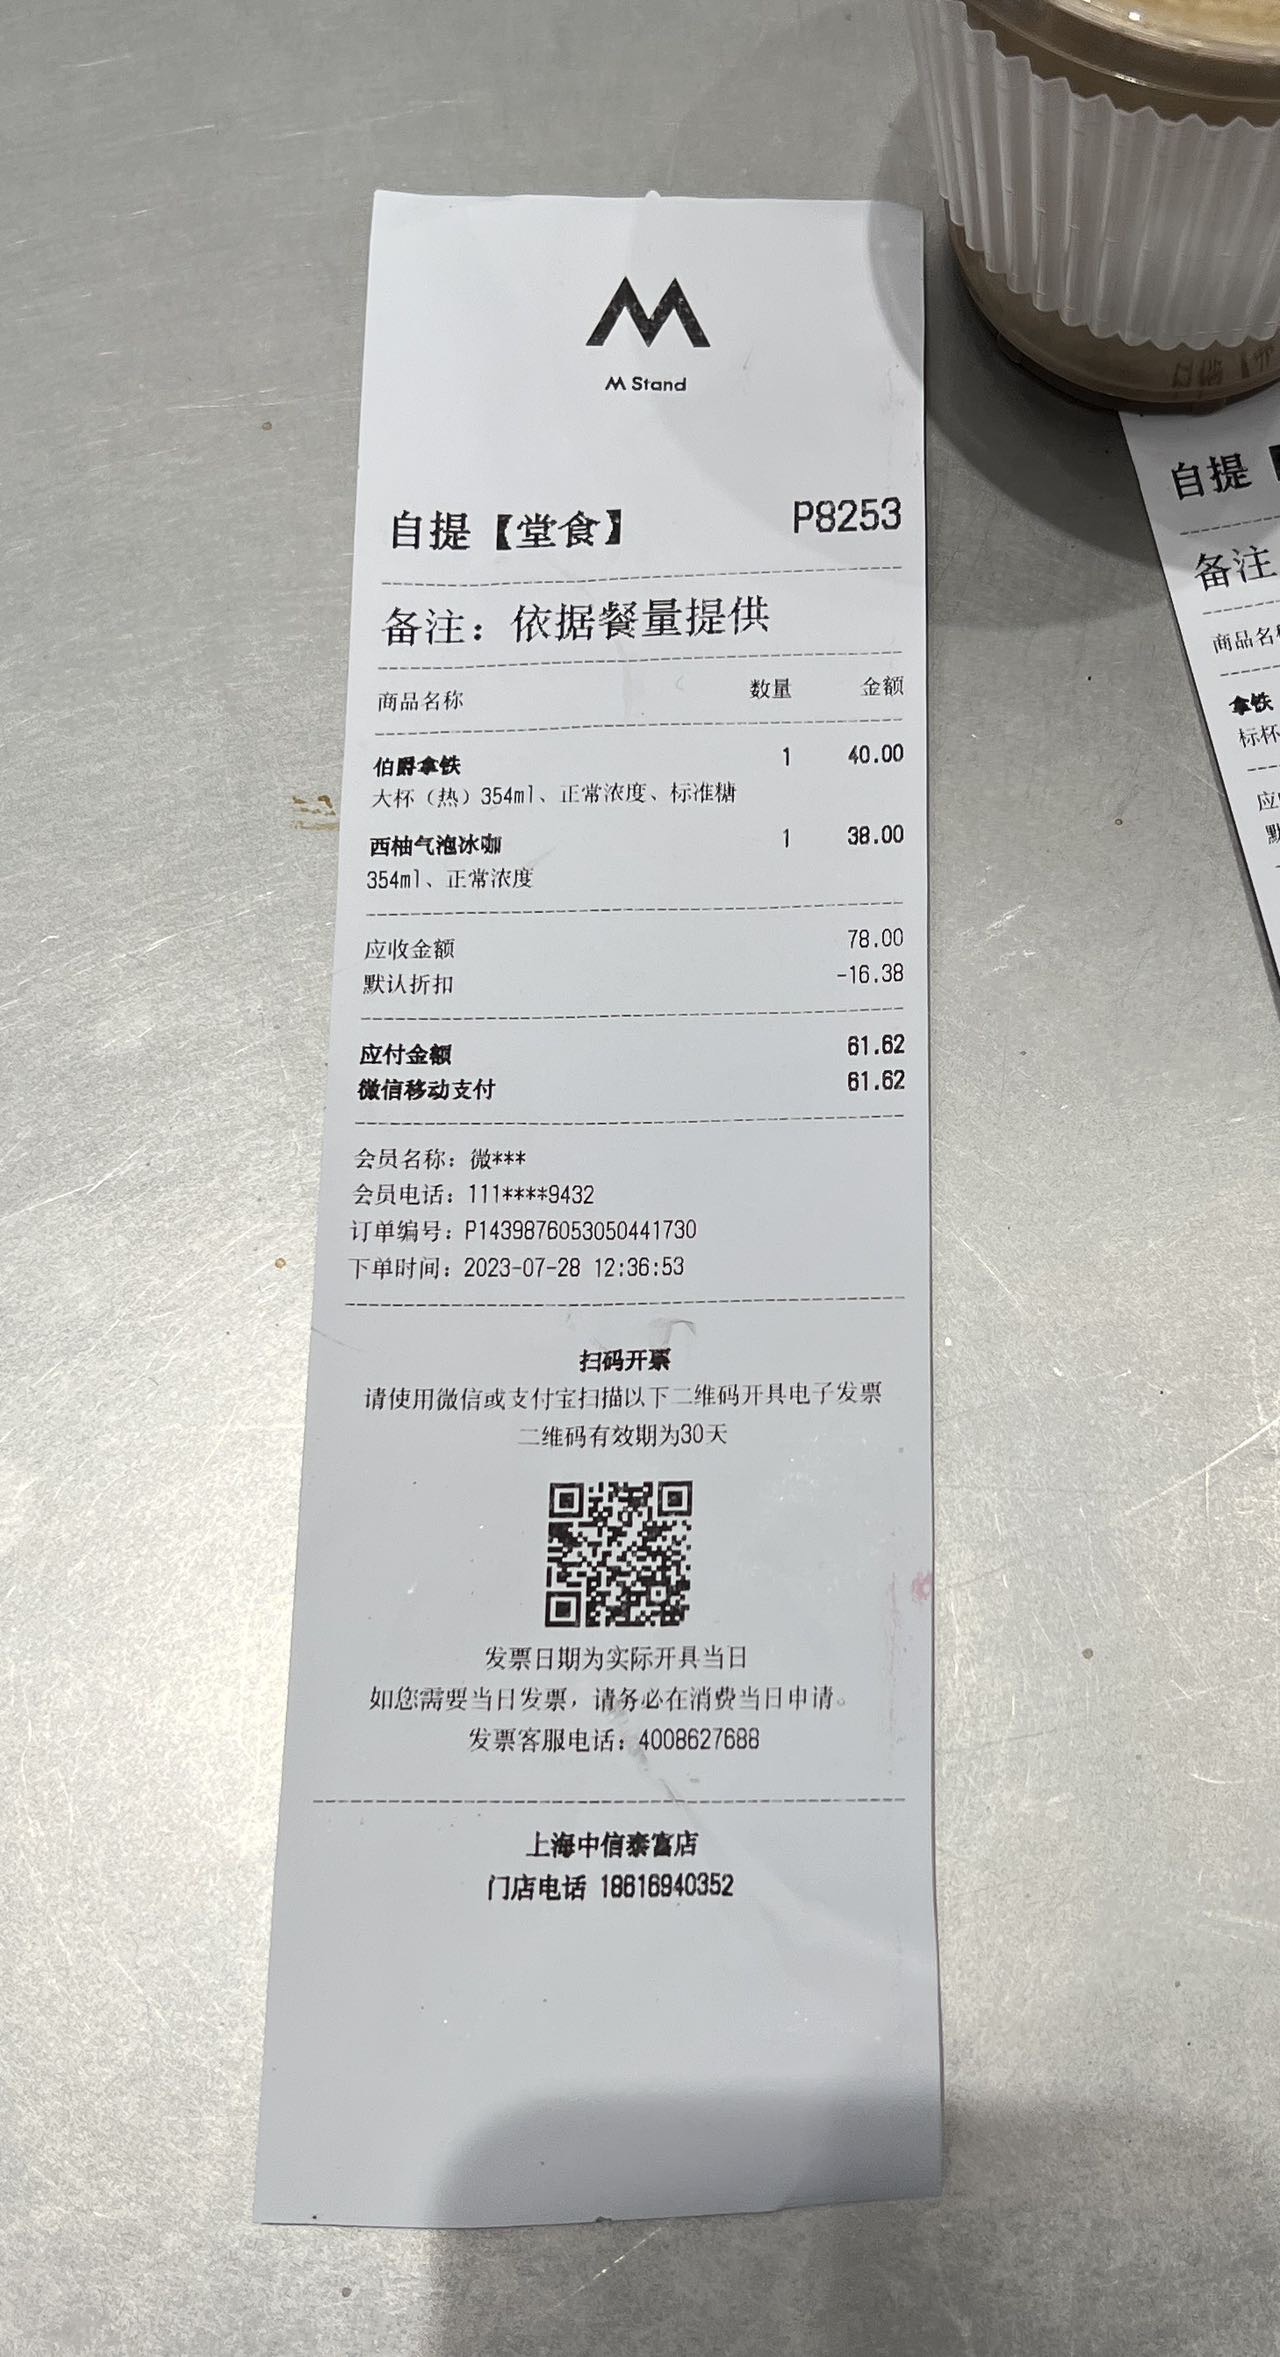 M Stand
自提【堂食】 P8253
备注：依据餐量提供
商品名称 数量 金额
伯爵拿铁 1 40.00
大杯（热）354ml、正常浓度、标准糖
西柚气泡冰咖 1 38.00
354ml、正常浓度
应收金额 78.00
默认折扣 -16.38
应付金额 61.62
微信移动支付 61.62
会员名称：微***
会员电话：111****9432
订单编号：P1439876053050441730
下单时间：2023-07-28 12:36:53
扫码开票
请使用微信或支付宝扫描以下二维码开具电子发票
二维码有效期为30天
发票日期为实际开具当日
如您需要当日发票，请务必在消费当日申请。
发票客服电话：4008627688
上海中信泰富店
门店电话 18616940352
自提
备注
商品名
拿铁
标杯